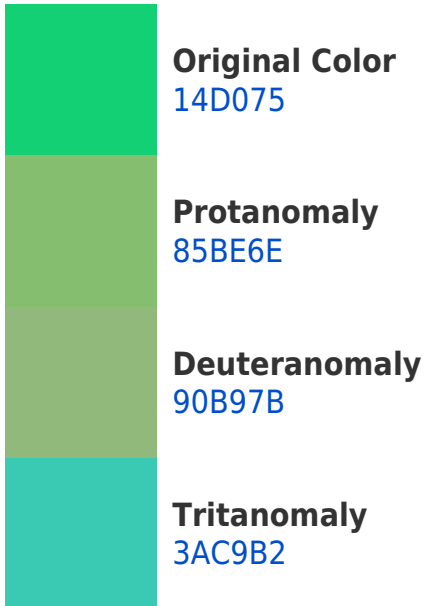 Original Color
14D075
Protanomaly
85BE6E
Deuteranomaly
90B97B
Tritanomaly
3AC9B2